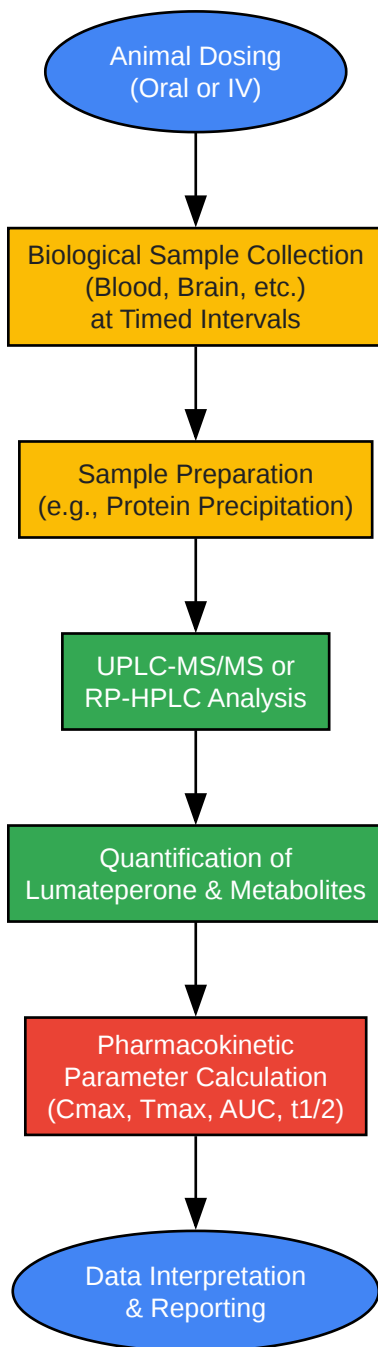 Animal Dosing
(Oral or IV)
Biological Sample Collection
(Blood, Brain, etc.)
at Timed Intervals
Sample Preparation
(e.g., Protein Precipitation)
UPLC-MS/MS or
RP-HPLC Analysis
Quantification of
Lumateperone & Metabolites
Pharmacokinetic
Parameter Calculation
(Cmax, Tmax, AUC, t1/2)
Data Interpretation
& Reporting